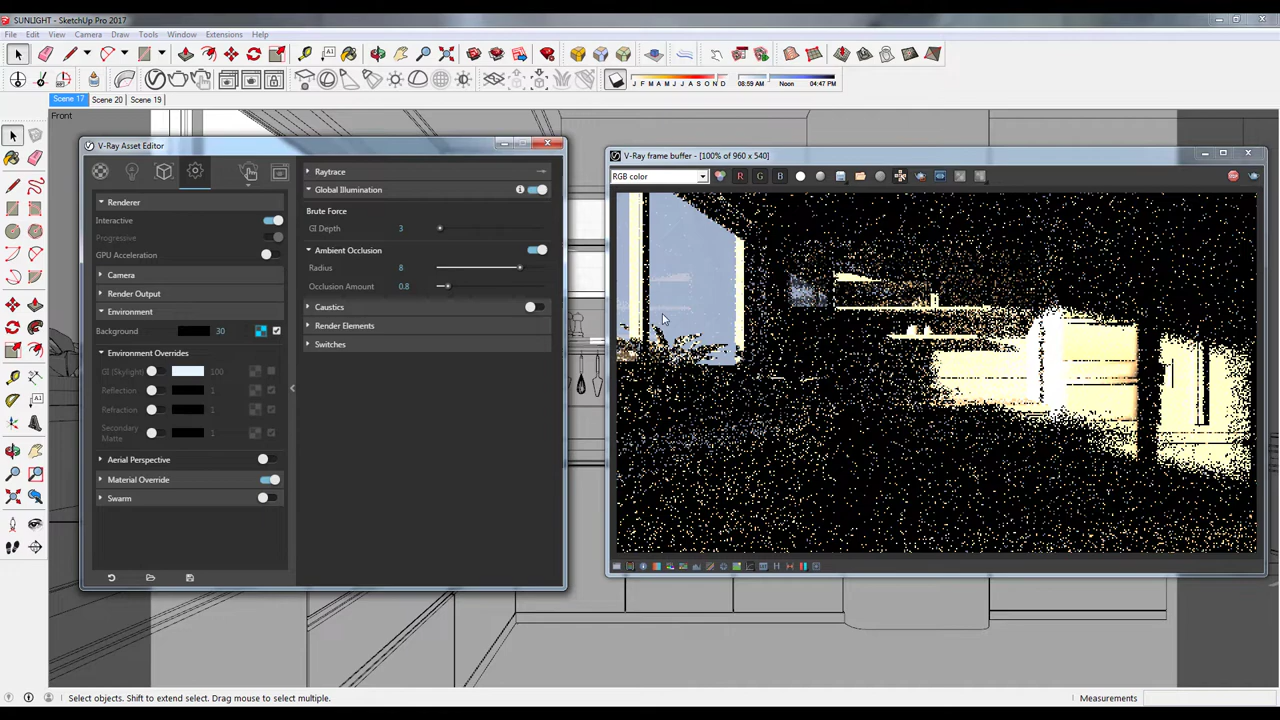 SUNLIGHT - SketchUp Pro 2017
File Edit View Camera Draw Tools Window Extensions Help
J F M A M J J A S O N D 08:59 AM Noon 04:47 PM
Scene 17 Scene 20 Scene 19
Front
V-Ray Asset Editor
V-Ray frame buffer - [100% of 960 x 540]
RGB color R G B
Renderer
Interactive
Progressive
GPU Acceleration
Camera
Render Output
Environment
Background 30
Environment Overrides
GI (Skylight) 100
Reflection 1
Refraction 1
Secondary Matte 1
Aerial Perspective
Material Override
Swarm
Raytrace
Global Illumination
Brute Force
GI Depth 3
Ambient Occlusion
Radius 8
Occlusion Amount 0.8
Caustics
Render Elements
Switches
Select objects. Shift to extend select. Drag mouse to select multiple.
Measurements